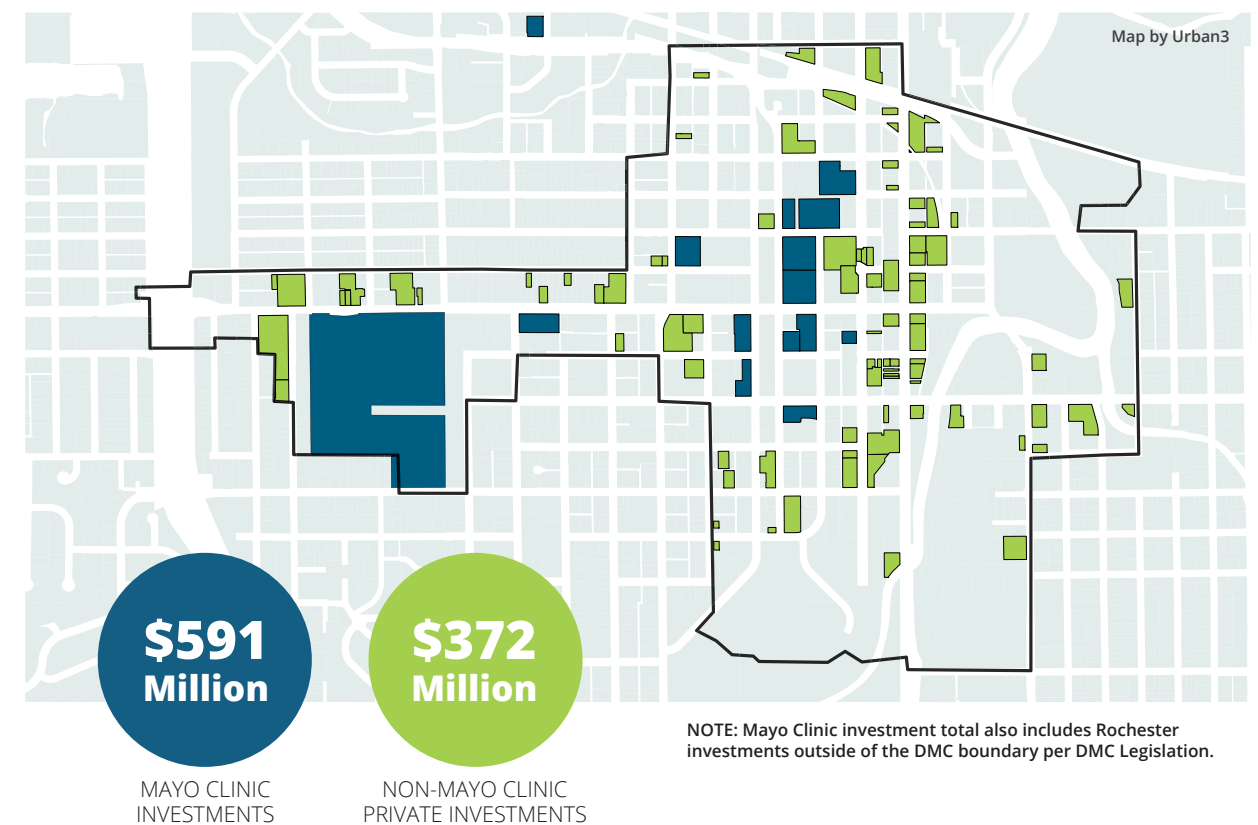 Map by Urban3
$591
Million
$372
Million
NOTE: Mayo Clinic investment total also includes Rochester
investments outside of the DMC boundary per DMC Legislation.
MAYO CLINIC
INVESTMENTS
NON-MAYO CLINIC
PRIVATE INVESTMENTS